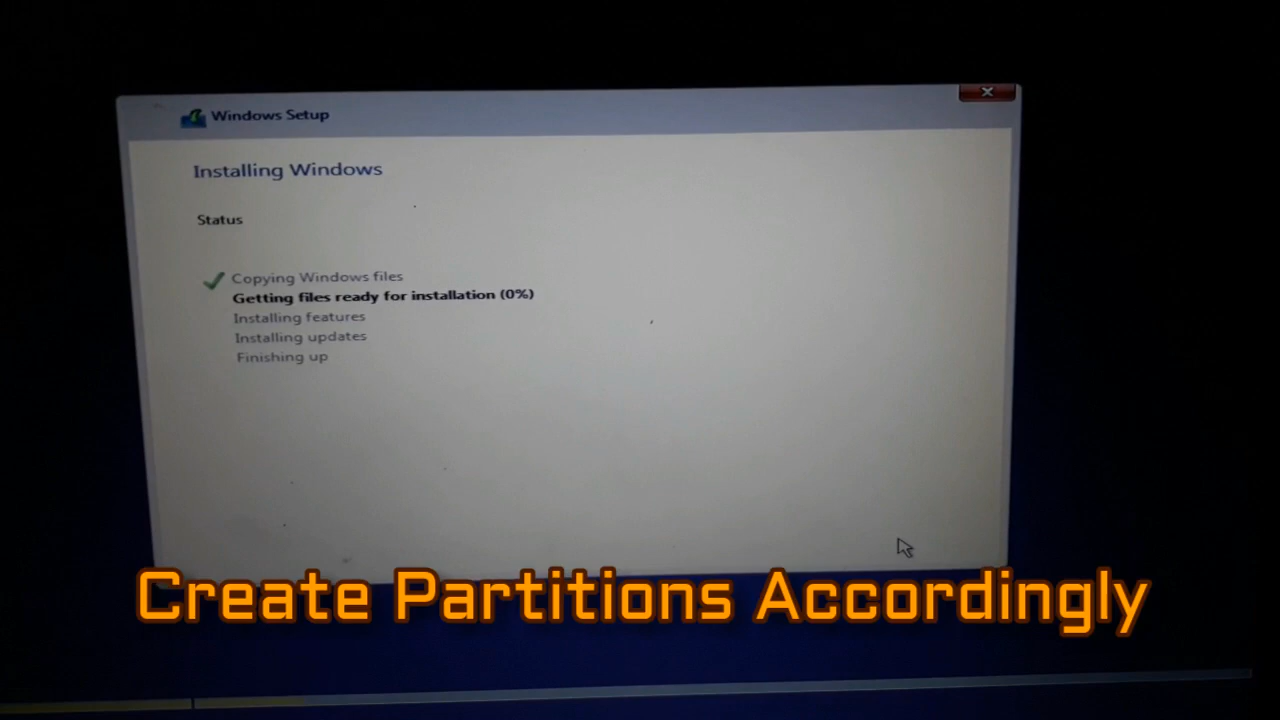 Windows Setup
Installing Windows
Status
Copying Windows files
Getting files ready for installation (0%)
Installing features
Installing updates
Finishing up
Create Partitions Accordingly